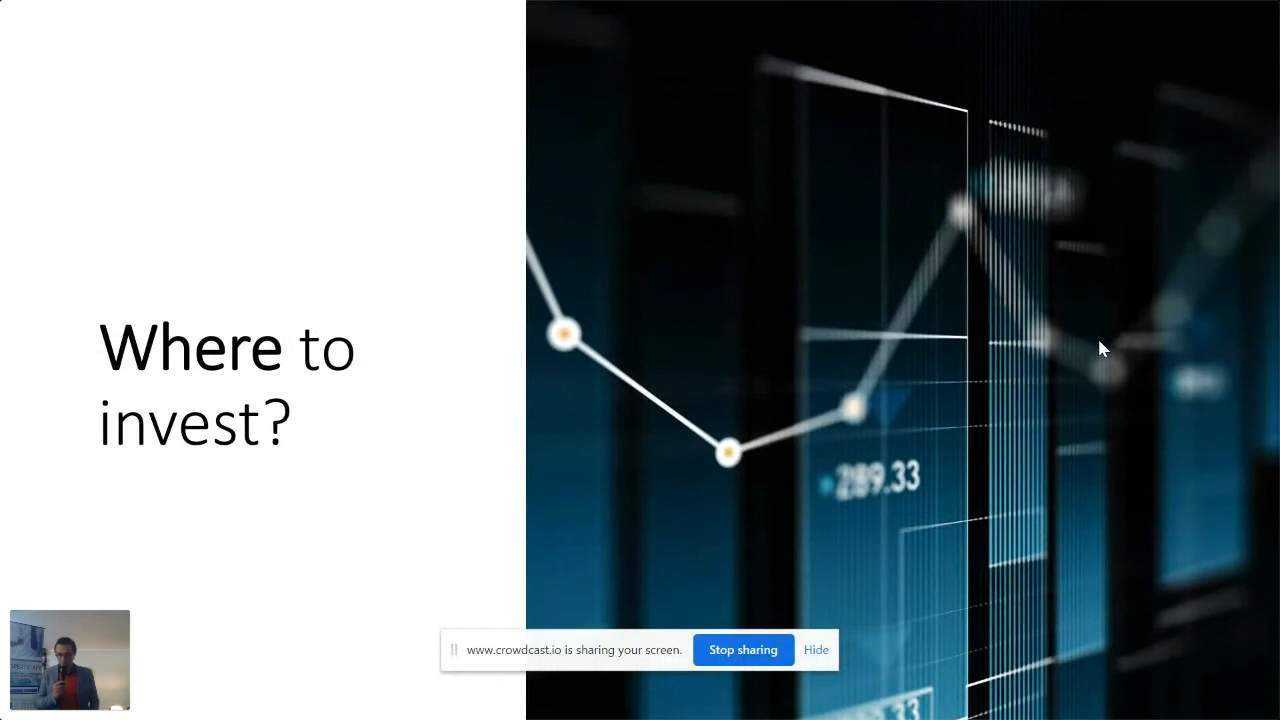 Where to
invest?
289.33
www.crowdcast.io is sharing your screen.
Stop sharing
Hide